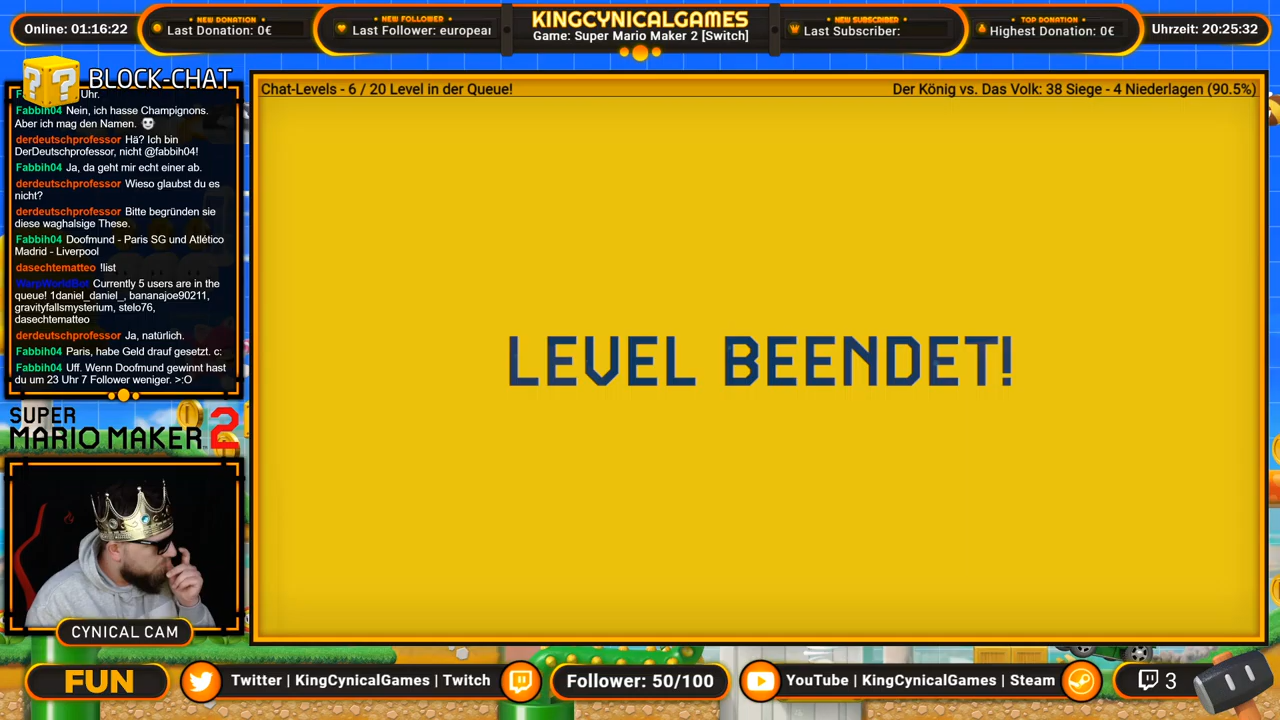 Online: 01:16:22
NEW DONATION
Last Donation: 0€
NEW FOLLOWER
Last Follower: europear
KINGCYNICALGAMES
Game: Super Mario Maker 2 [Switch]
NEW SUBSCRIBER
Last Subscriber:
TOP DONATION
Highest Donation: 0€
Uhrzeit: 20:25:32
BLOCK-CHAT
Uhr.
Fabbih04 Nein, ich hasse Champignons.
Aber ich mag den Namen.
derdeutschprofessor Hä? Ich bin
DerDeutschprofessor, nicht @fabbih04!
Fabbih04 Ja, da geht mir echt einer ab.
derdeutschprofessor Wieso glaubst du es
nicht?
derdeutschprofessor Bitte begründen sie
diese waghalsige These.
Fabbih04 Doofmund - Paris SG und Atlético
Madrid - Liverpool
dasechtematteo !list
WarpWorldBot Currently 5 users are in the
queue! 1daniel_daniel_, bananajoe90211,
gravityfallsmysterium, stelo76,
dasechtematteo
derdeutschprofessor Ja, natürlich.
Fabbih04 Paris, habe Geld drauf gesetzt. c:
Fabbih04 Uff. Wenn Doofmund gewinnt hast
du um 23 Uhr 7 Follower weniger. >:O
SUPER
MARIO MAKER 2
CYNICAL CAM
Chat-Levels - 6 / 20 Level in der Queue!
Der König vs. Das Volk: 38 Siege - 4 Niederlagen (90.5%)
LEVEL BEENDET!
FUN
Twitter | KingCynicalGames | Twitch
Follower: 50/100
YouTube | KingCynicalGames | Steam
3